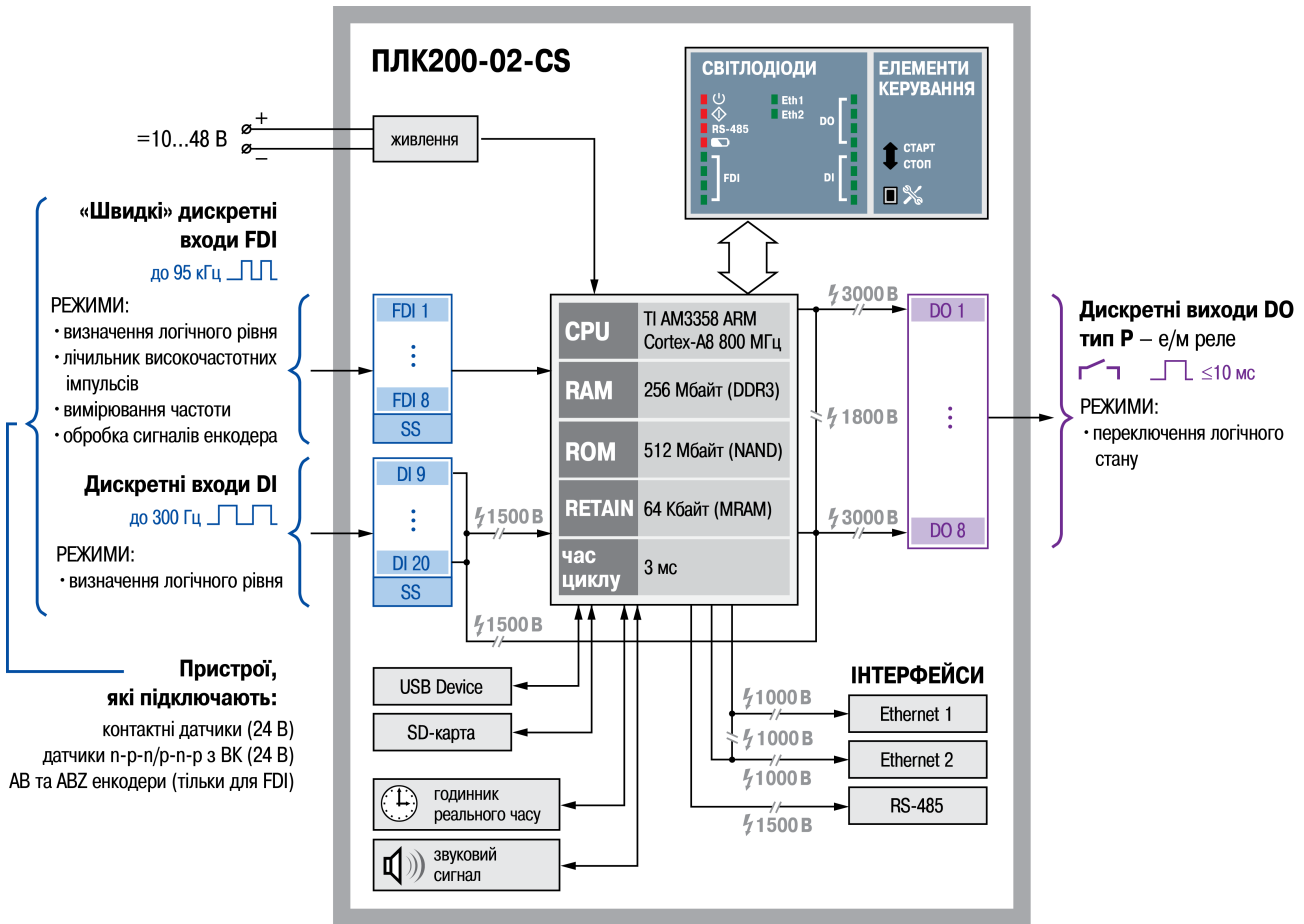 ПЛК200-02-CS
=10...48 В
+
–
живлення
СВІТЛОДІОДИ
Eth1
Eth2
RS-485
FDI
DO
DI
ЕЛЕМЕНТИ
КЕРУВАННЯ
СТАРТ
СТОП
«Швидкі» дискретні
входи FDI
до 95 кГц
РЕЖИМИ:
· визначення логічного рівня
· лічильник високочастотних
імпульсів
· вимірювання частоти
· обробка сигналів енкодера
Дискретні входи DI
до 300 Гц
РЕЖИМИ:
· визначення логічного рівня
Пристрої,
які підключають:
контактні датчики (24 В)
датчики n-p-n/p-n-p з ВК (24 В)
АВ та ABZ енкодери (тільки для FDI)
FDI 1
FDI 8
SS
DI 9
DI 20
SS
1500 В
1500 В
CPU
TI AM3358 ARM
Cortex-A8 800 МГц
RAM
256 Мбайт (DDR3)
ROM
512 Мбайт (NAND)
RETAIN
64 Кбайт (MRAM)
час
циклу
3 мс
3000 В
1800 В
3000 В
DO 1
DO 8
Дискретні виходи DO
тип Р – е/м реле
≤10 мс
РЕЖИМИ:
· переключення логічного
стану
USB Device
SD-карта
годинник
реального часу
звуковий
сигнал
ІНТЕРФЕЙСИ
1000 В
Ethernet 1
1000 В
Ethernet 2
1000 В
RS-485
1500 В